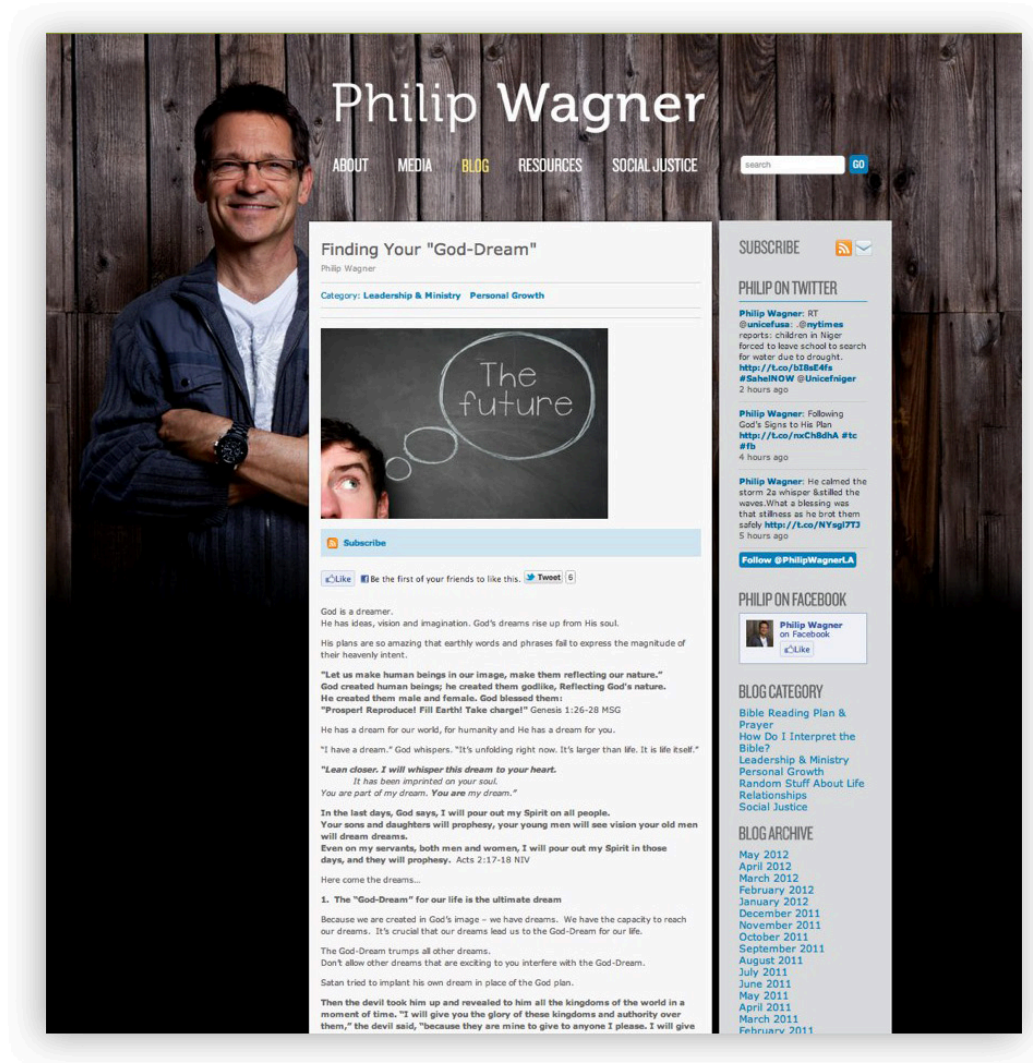 Philip Wagner
ABOUT MEDIA BLOG RESOURCES SOCIAL JUSTICE
search GO
Finding Your "God-Dream"
Philip Wagner
Category: Leadership & Ministry Personal Growth
The
future
Subscribe
Like Be the first of your friends to like this. Tweet 6
God is a dreamer.
He has ideas, vision and imagination. God's dreams rise up from His soul.
His plans are so amazing that earthly words and phrases fail to express the magnitude of
their heavenly intent.
"Let us make human beings in our image, make them reflecting our nature."
God created human beings; he created them godlike, Reflecting God's nature.
He created them male and female. God blessed them:
"Prosper! Reproduce! Fill Earth! Take charge!" Genesis 1:26-28 MSG
He has a dream for our world, for humanity and He has a dream for you.
"I have a dream." God whispers. "It's unfolding right now. It's larger than life. It is life itself."
"Lean closer. I will whisper this dream to your heart.
It has been imprinted on your soul.
You are part of my dream. You are my dream."
In the last days, God says, I will pour out my Spirit on all people.
Your sons and daughters will prophesy, your young men will see vision your old men
will dream dreams.
Even on my servants, both men and women, I will pour out my Spirit in those
days, and they will prophesy. Acts 2:17-18 NIV
Here come the dreams...
1. The "God-Dream" for our life is the ultimate dream
Because we are created in God's image – we have dreams. We have the capacity to reach
our dreams. It's crucial that our dreams lead us to the God-Dream for our life.
The God-Dream trumps all other dreams.
Don't allow other dreams that are exciting to you interfere with the God-Dream.
Satan tried to implant his own dream in place of the God plan.
Then the devil took him up and revealed to him all the kingdoms of the world in a
moment of time. "I will give you the glory of these kingdoms and authority over
them," the devil said, "because they are mine to give to anyone I please. I will give
SUBSCRIBE
PHILIP ON TWITTER
Philip Wagner: RT
@unicefusa: .@nytimes
reports: children in Niger
forced to leave school to search
for water due to drought.
http://t.co/bIBsE4fs
#SahelNOW @Unicefniger
2 hours ago
Philip Wagner: Following
God's Signs to His Plan
http://t.co/nxCh8dhA #tc
#fb
4 hours ago
Philip Wagner: He calmed the
storm 2a whisper &stilled the
waves.What a blessing was
that stillness as he brot them
safely http://t.co/NYsgl7TJ
5 hours ago
Follow @PhilipWagnerLA
PHILIP ON FACEBOOK
Philip Wagner
on Facebook
Like
BLOG CATEGORY
Bible Reading Plan &
Prayer
How Do I Interpret the
Bible?
Leadership & Ministry
Personal Growth
Random Stuff About Life
Relationships
Social Justice
BLOG ARCHIVE
May 2012
April 2012
March 2012
February 2012
January 2012
December 2011
November 2011
October 2011
September 2011
August 2011
July 2011
June 2011
May 2011
April 2011
March 2011
February 2011